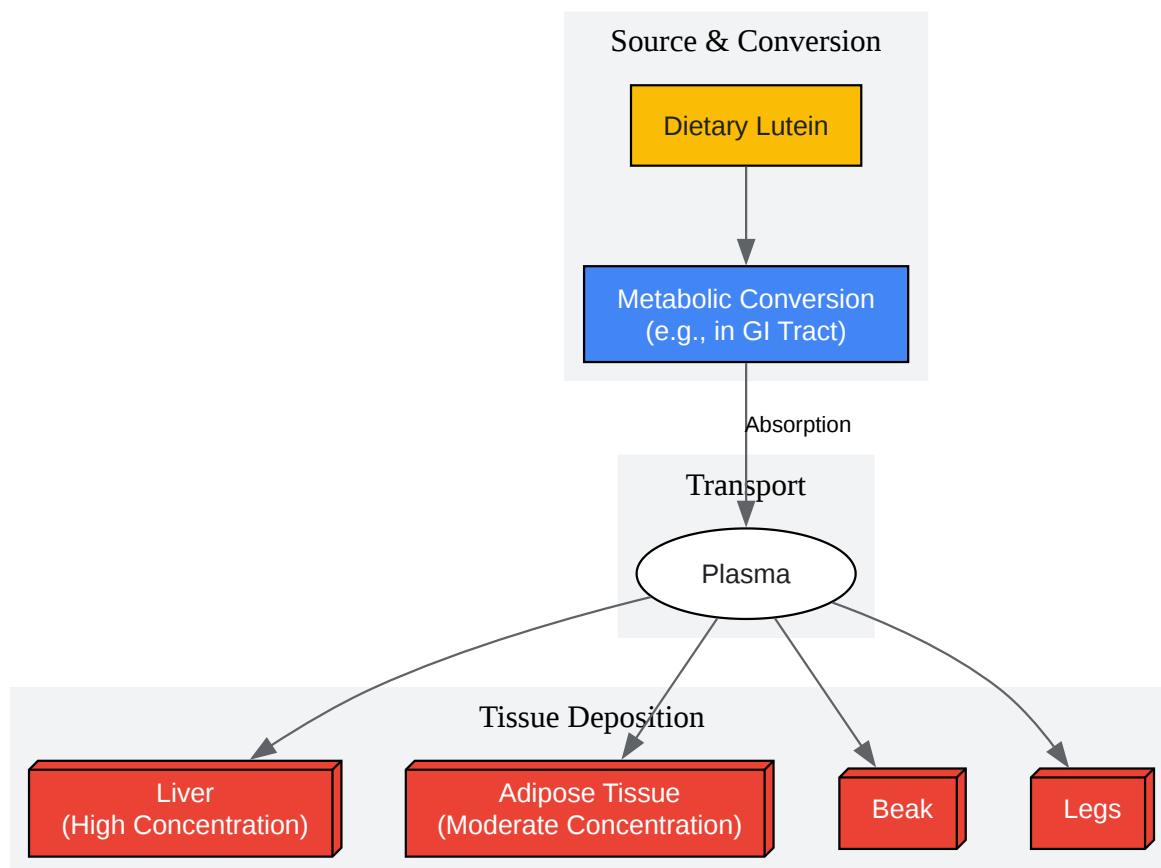 Source & Conversion
Dietary Lutein
Metabolic Conversion
(e.g., in GI Tract)
Absorption
Transport
Plasma
Tissue Deposition
Liver
(High Concentration)
Adipose Tissue
(Moderate Concentration)
Beak
Legs